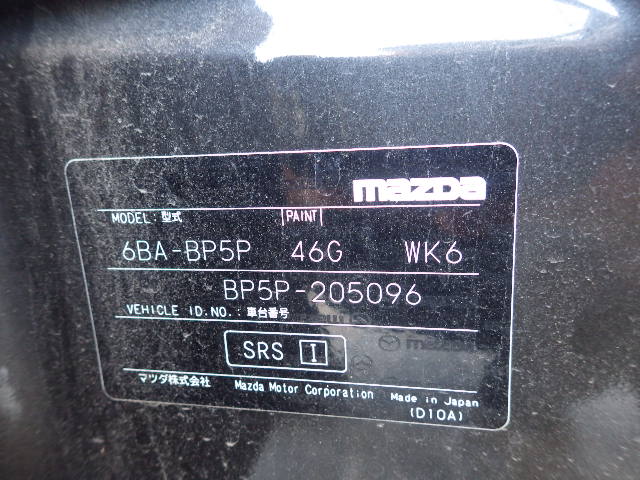 mazda
MODEL: 型式 PAINT
6BA-BP5P 46G WK6
BP5P-205096
VEHICLE ID.NO.: 車台番号
SRS I
マツダ株式会社 Mazda Motor Corporation Made in Japan
(D10A)